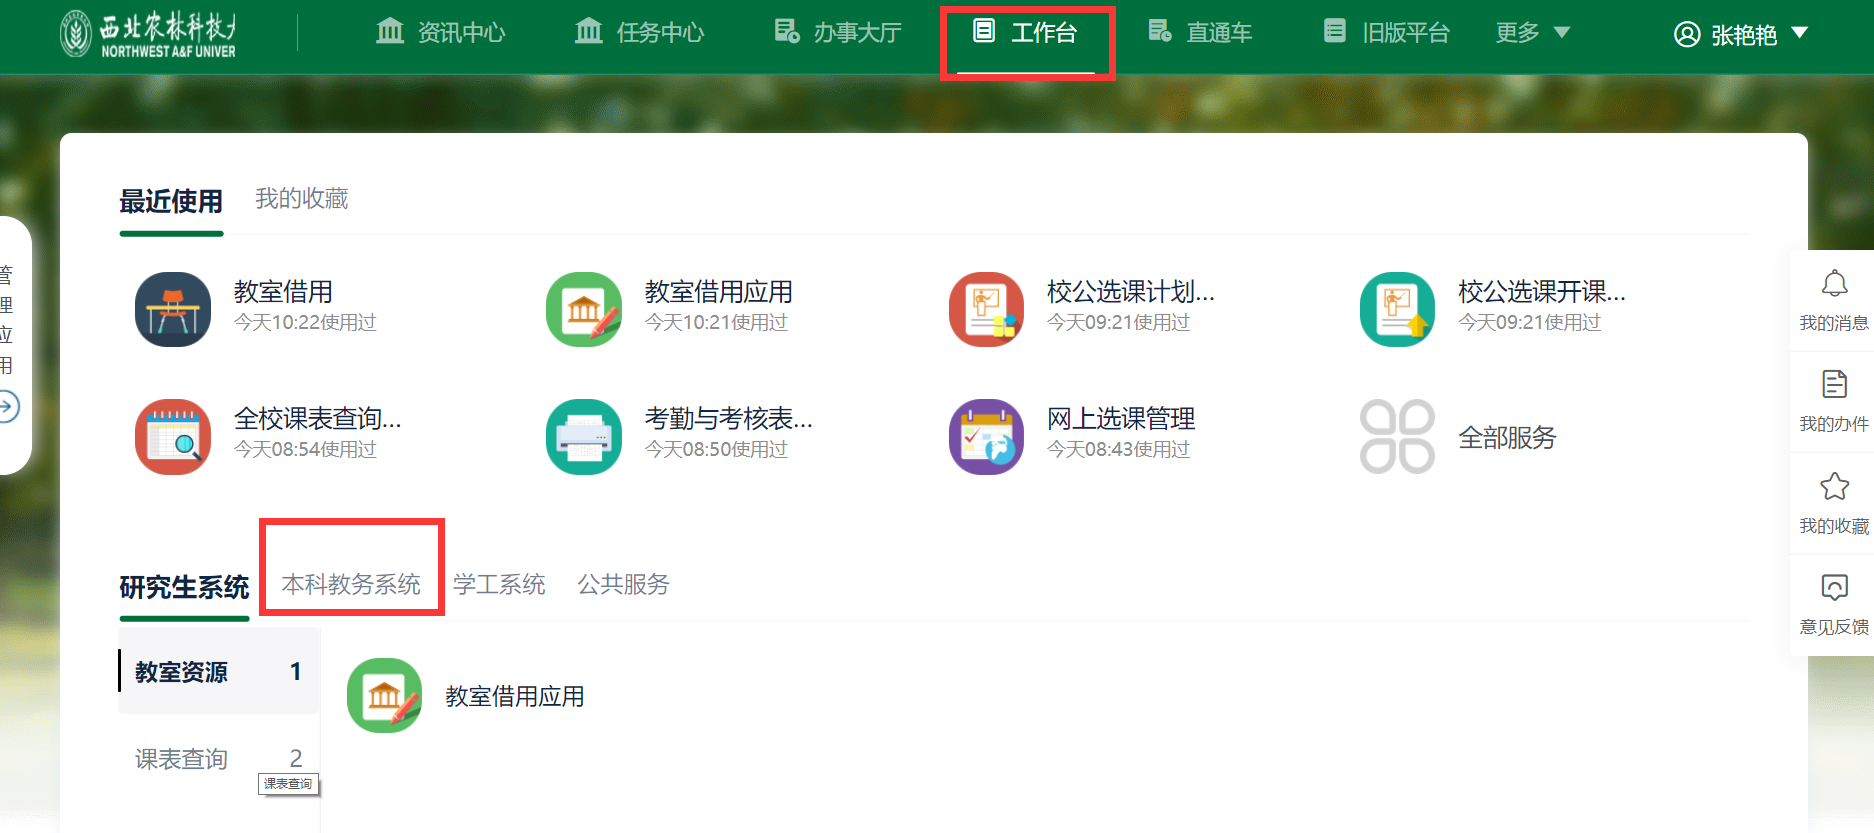 西北农林科技大
NORTHWEST A&F UNIVER
资讯中心
任务中心
办事大厅
工作台
直通车
旧版平台
更多
张艳艳
最近使用
我的收藏
管
理
应
用
教室借用
今天10:22使用过
教室借用应用
今天10:21使用过
校公选课计划...
今天09:21使用过
校公选课开课...
今天09:21使用过
全校课表查询...
今天08:54使用过
考勤与考核表...
今天08:50使用过
网上选课管理
今天08:43使用过
全部服务
我的消息
我的办件
我的收藏
意见反馈
研究生系统
本科教务系统
学工系统
公共服务
教室资源 1
课表查询 2
课表查询
教室借用应用